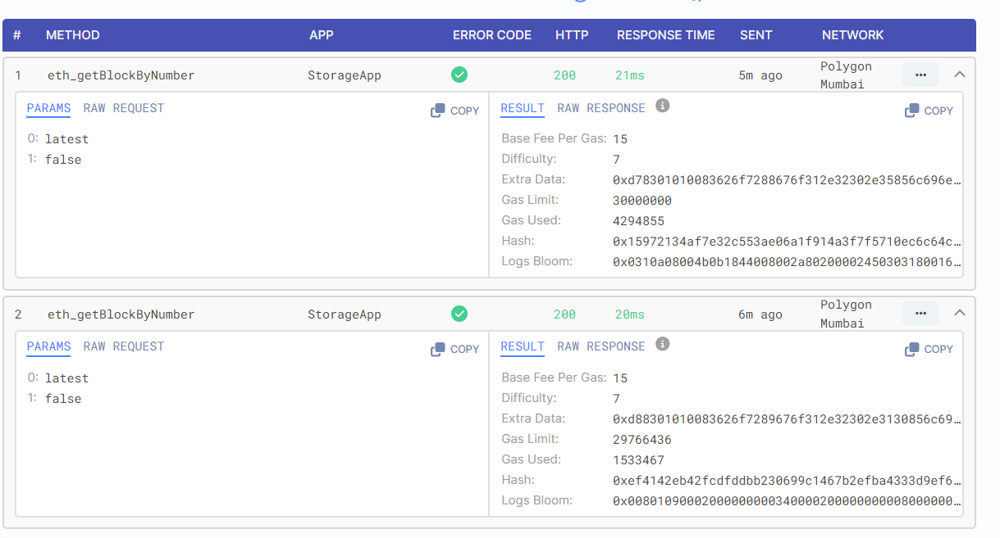 # METHOD APP ERROR CODE HTTP RESPONSE TIME SENT NETWORK
1 eth_getBlockByNumber StorageApp 200 21ms 5m ago Polygon Mumbai ...
PARAMS RAW REQUEST COPY
0: latest
1: false
RESULT RAW RESPONSE COPY
Base Fee Per Gas: 15
Difficulty: 7
Extra Data: 0xd78301010083626f7288676f312e32302e35856c696e…
Gas Limit: 30000000
Gas Used: 4294855
Hash: 0x15972134af7e32c553ae06a1f914a3f7f5710ec6c64c…
Logs Bloom: 0x0310a08004b0b1844008002a80200002450303180016…
2 eth_getBlockByNumber StorageApp 200 20ms 6m ago Polygon Mumbai ...
PARAMS RAW REQUEST COPY
0: latest
1: false
RESULT RAW RESPONSE COPY
Base Fee Per Gas: 15
Difficulty: 7
Extra Data: 0xd88301010083626f7289676f312e32302e3130856c69…
Gas Limit: 29766436
Gas Used: 1533467
Hash: 0xef4142eb42fcdfddbb230699c1467b2efba4333d9ef6…
Logs Bloom: 0x00801090002000000000340000200000000008000000…